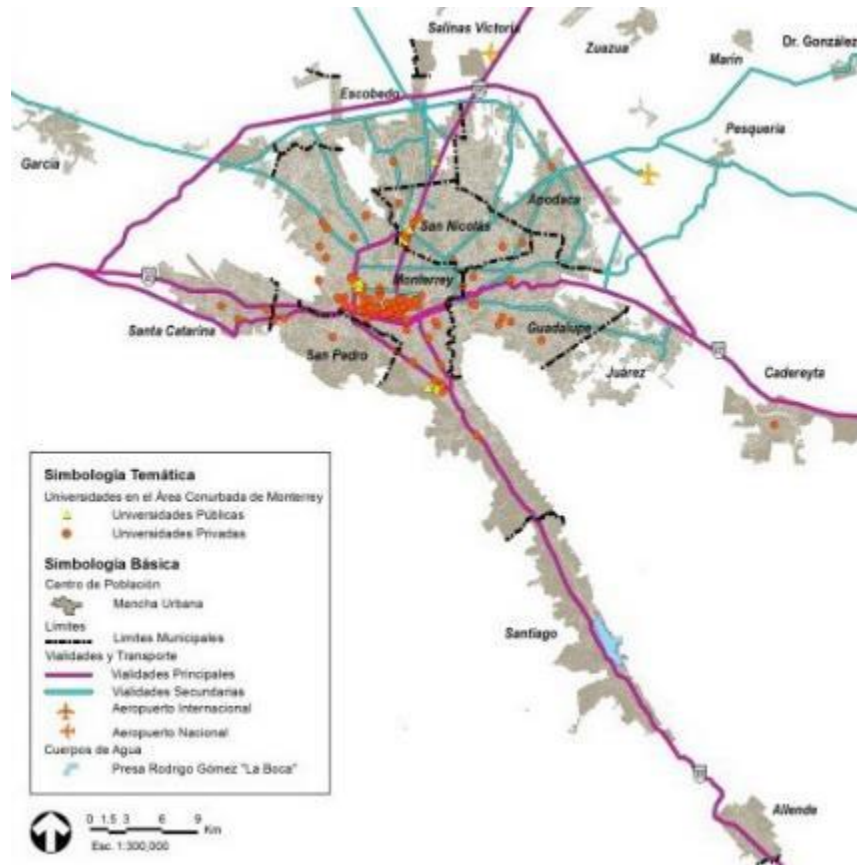 Salinas Victoria
Zuazua
Marín
Dr. González
Escobedo
Pesquería
García
Apodaca
San Nicolás
Monterrey
Santa Catarina
San Pedro
Guadalupe
Juárez
Cadereyta
Santiago
Allende
Simbología Temática
Universidades en el Área Conurbada de Monterrey
Universidades Públicas
Universidades Privadas
Simbología Básica
Centro de Población
Mancha Urbana
Límites
Límites Municipales
Vialidades y Transporte
Vialidades Principales
Vialidades Secundarias
Aeropuerto Internacional
Aeropuerto Nacional
Cuerpos de Agua
Presa Rodrigo Gómez "La Boca"
0 1.5 3 6 9
Km
Esc. 1:300,000